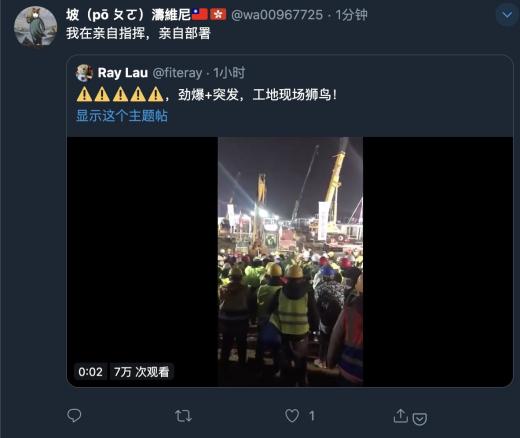 坡（pō ㄆㄛ）濤維尼🇹🇼🇭🇰 @wa00967725 · 1分钟
我在亲自指挥，亲自部署
Ray Lau @fiteray · 1小时
⚠️⚠️⚠️⚠️⚠️，劲爆+突发，工地现场狮鸟！
显示这个主题帖
0:02 7万 次观看
1